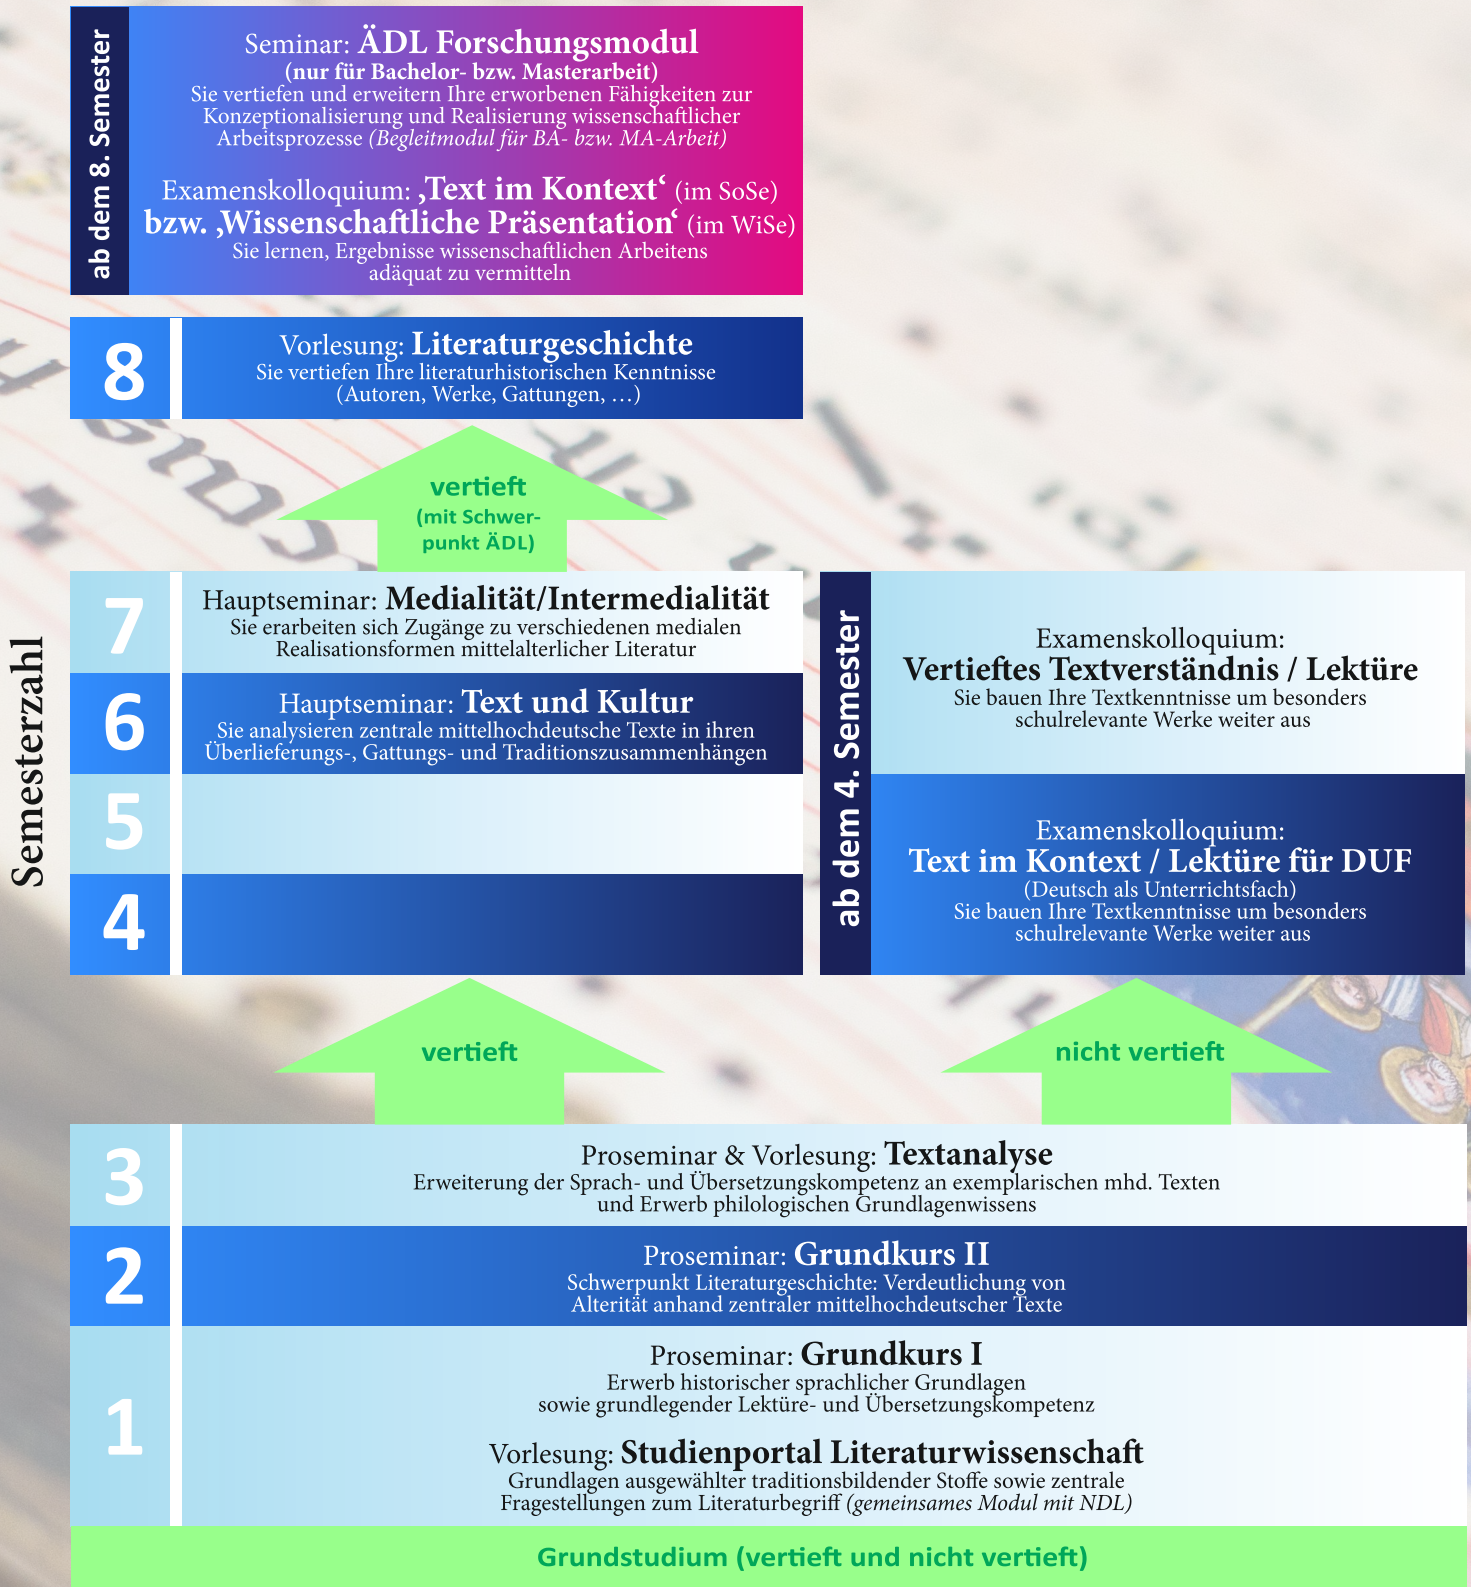 ab dem 8. Semester
Seminar: ÄDL Forschungsmodul
(nur für Bachelor- bzw. Masterarbeit)
Sie vertiefen und erweitern Ihre erworbenen Fähigkeiten zur
Konzeptionalisierung und Realisierung wissenschaftlicher
Arbeitsprozesse (Begleitmodul für BA- bzw. MA-Arbeit)
Examenskolloquium: ‚Text im Kontext‘ (im SoSe)
bzw. ‚Wissenschaftliche Präsentation‘ (im WiSe)
Sie lernen, Ergebnisse wissenschaftlichen Arbeitens
adäquat zu vermitteln
8
Vorlesung: Literaturgeschichte
Sie vertiefen Ihre literaturhistorischen Kenntnisse
(Autoren, Werke, Gattungen, …)
vertieft
(mit Schwer-
punkt ÄDL)
Semesterzahl
7
Hauptseminar: Medialität/Intermedialität
Sie erarbeiten sich Zugänge zu verschiedenen medialen
Realisationsformen mittelalterlicher Literatur
6
Hauptseminar: Text und Kultur
Sie analysieren zentrale mittelhochdeutsche Texte in ihren
Überlieferungs-, Gattungs- und Traditionszusammenhängen
5
4
ab dem 4. Semester
Examenskolloquium:
Vertieftes Textverständnis / Lektüre
Sie bauen Ihre Textkenntnisse um besonders
schulrelevante Werke weiter aus
Examenskolloquium:
Text im Kontext / Lektüre für DUF
(Deutsch als Unterrichtsfach)
Sie bauen Ihre Textkenntnisse um besonders
schulrelevante Werke weiter aus
vertieft
nicht vertieft
3
Proseminar & Vorlesung: Textanalyse
Erweiterung der Sprach- und Übersetzungskompetenz an exemplarischen mhd. Texten
und Erwerb philologischen Grundlagenwissens
2
Proseminar: Grundkurs II
Schwerpunkt Literaturgeschichte: Verdeutlichung von
Alterität anhand zentraler mittelhochdeutscher Texte
1
Proseminar: Grundkurs I
Erwerb historischer sprachlicher Grundlagen
sowie grundlegender Lektüre- und Übersetzungskompetenz
Vorlesung: Studienportal Literaturwissenschaft
Grundlagen ausgewählter traditionsbildender Stoffe sowie zentrale
Fragestellungen zum Literaturbegriff (gemeinsames Modul mit NDL)
Grundstudium (vertieft und nicht vertieft)